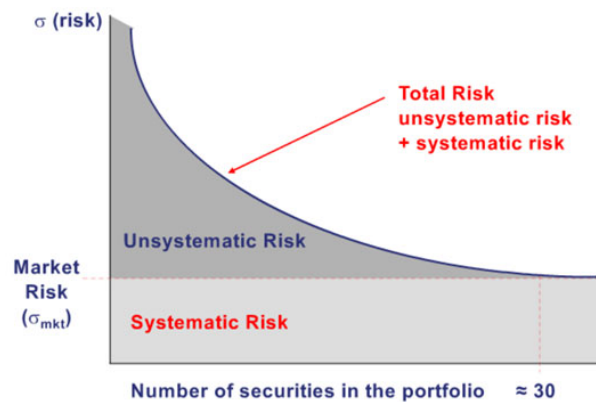 σ (risk)
Total Risk
unsystematic risk
+ systematic risk
Unsystematic Risk
Market
Risk
(σmkt)
Systematic Risk
Number of securities in the portfolio ≈ 30